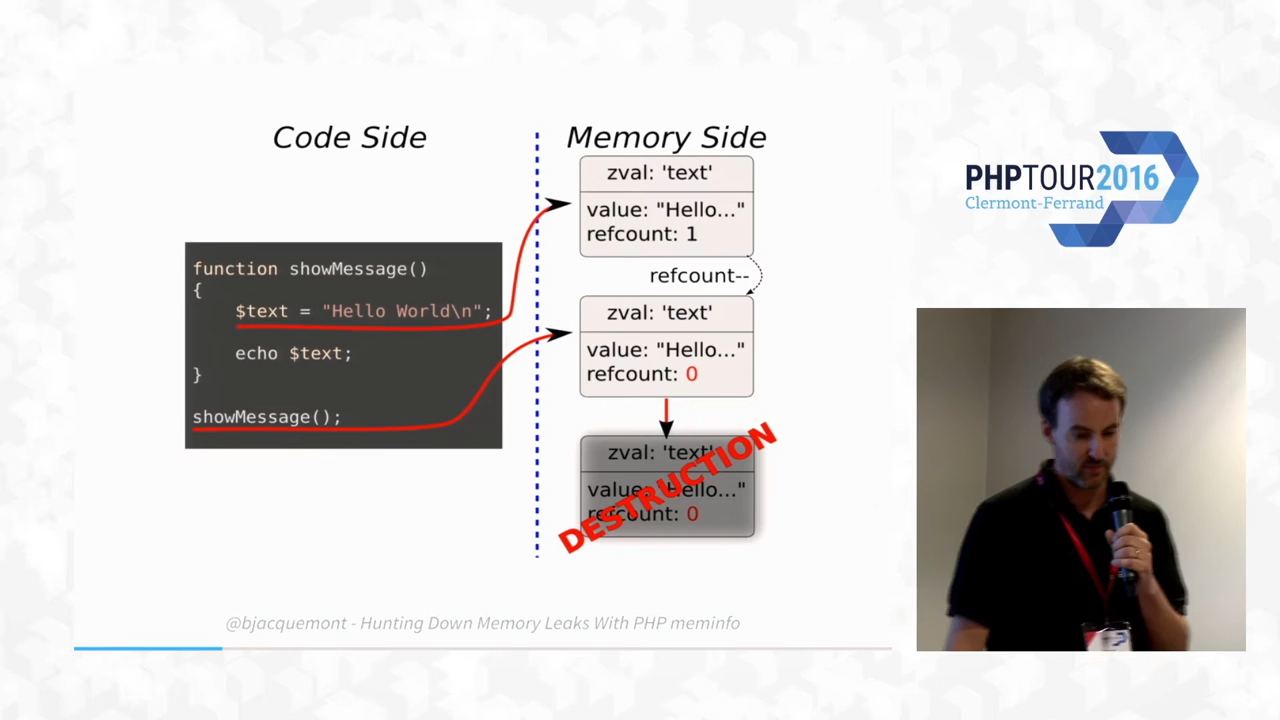 Code Side
Memory Side
function showMessage()
{
$text = "Hello World\n";
echo $text;
}
showMessage();
zval: 'text'
value: "Hello..."
refcount: 1
refcount--
zval: 'text'
value: "Hello..."
refcount: 0
zval: 'text'
value: "Hello..."
refcount: 0
DESTRUCTION
@bjacquemont - Hunting Down Memory Leaks With PHP meminfo
PHPTOUR2016
Clermont-Ferrand